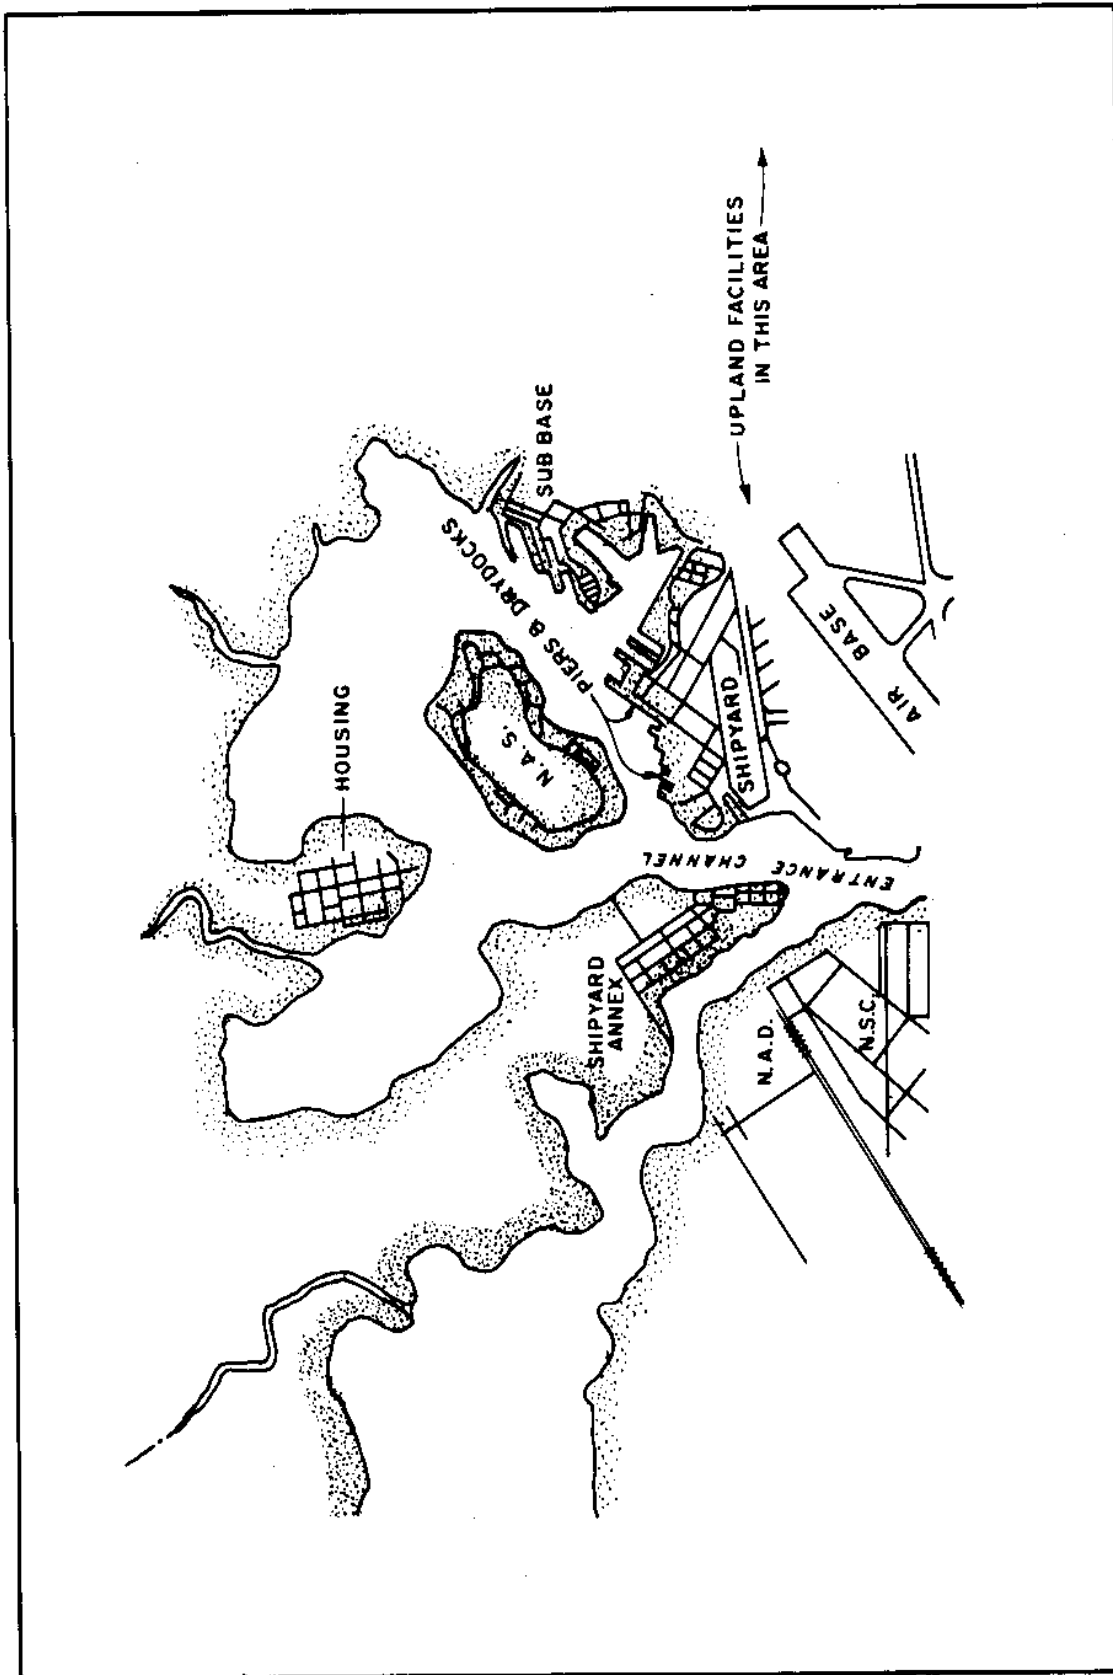 HOUSING
N.A.S.
PIERS & DRYDOCKS
SUB BASE
SHIPYARD
ANNEX
ENTRANCE CHANNEL
SHIPYARD
UPLAND FACILITIES
IN THIS AREA
N.A.D.
N.S.C.
AIR BASE